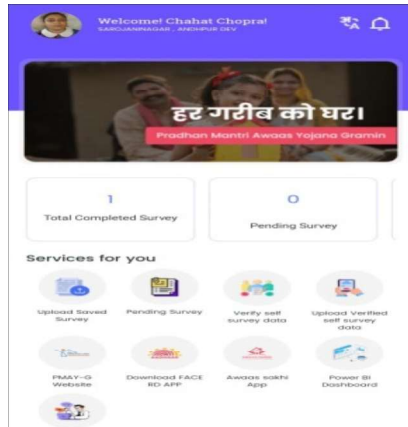 Welcome! Chahat Chopra!
SAROJANINAGAR , ANDHPUR DEV
हर गरीब को घर।
Pradhan Mantri Awaas Yojana Gramin
1
Total Completed Survey
0
Pending Survey
Services for you
Upload Saved
Survey
Pending Survey
Verify self
survey data
Upload Verified
self survey
data
PMAY-G
Website
Download FACE
RD APP
Awaas sakhi
App
Power BI
Dashboard